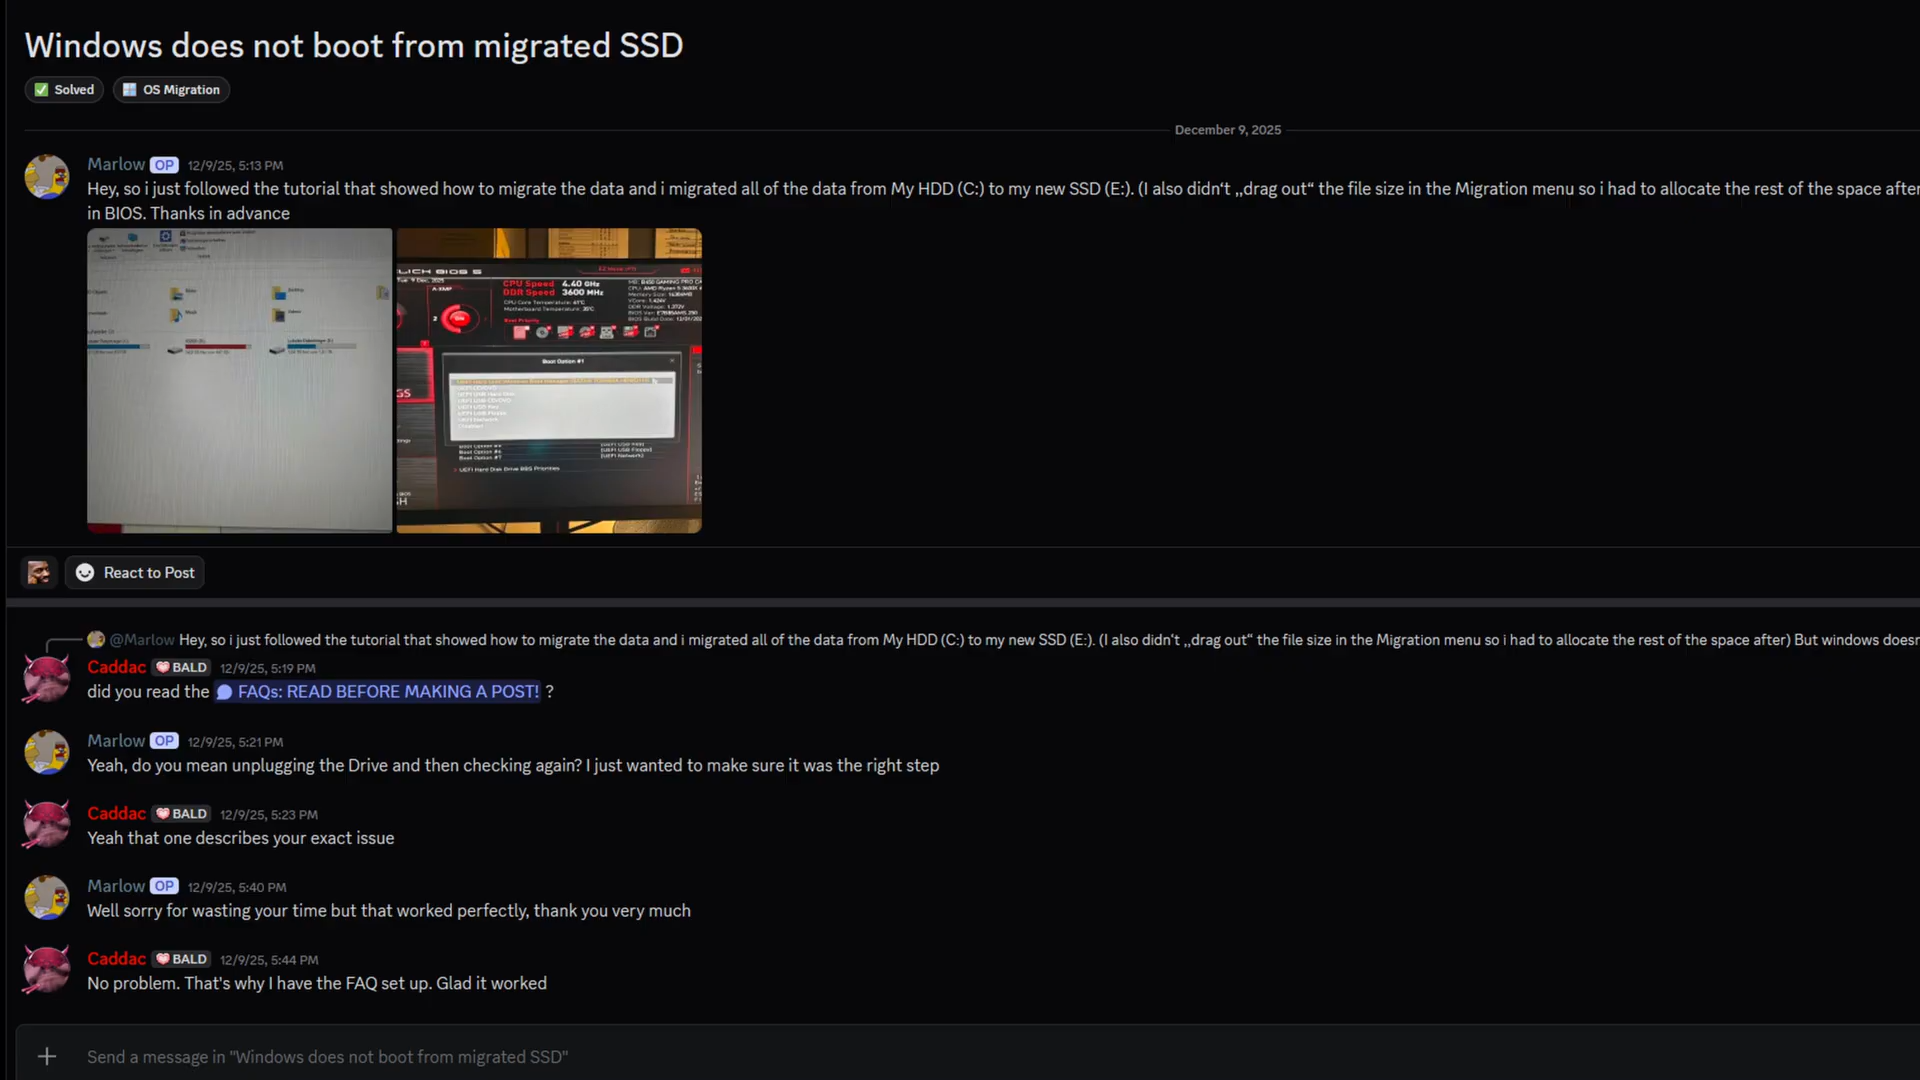 Windows does not boot from migrated SSD
Solved
OS Migration
December 9, 2025
Marlow OP 12/9/25, 5:13 PM
Hey, so i just followed the tutorial that showed how to migrate the data and i migrated all of the data from My HDD (C:) to my new SSD (E:). (I also didn't „drag out“ the file size in the Migration menu so i had to allocate the rest of the space after
in BIOS. Thanks in advance
CPU Speed 4.40 GHz
DDR Speed 3600 MHz
CPU Core Temperature:
Motherboard Temperature:
Boot Priority
Boot Option #1
UEFI Hard Disk Drive BBS Priorities
React to Post
@Marlow Hey, so i just followed the tutorial that showed how to migrate the data and i migrated all of the data from My HDD (C:) to my new SSD (E:). (I also didn't „drag out“ the file size in the Migration menu so i had to allocate the rest of the space after) But windows doesn
Caddac BALD 12/9/25, 5:19 PM
did you read the FAQs: READ BEFORE MAKING A POST! ?
Marlow OP 12/9/25, 5:21 PM
Yeah, do you mean unplugging the Drive and then checking again? I just wanted to make sure it was the right step
Caddac BALD 12/9/25, 5:23 PM
Yeah that one describes your exact issue
Marlow OP 12/9/25, 5:40 PM
Well sorry for wasting your time but that worked perfectly, thank you very much
Caddac BALD 12/9/25, 5:44 PM
No problem. That's why I have the FAQ set up. Glad it worked
Send a message in "Windows does not boot from migrated SSD"